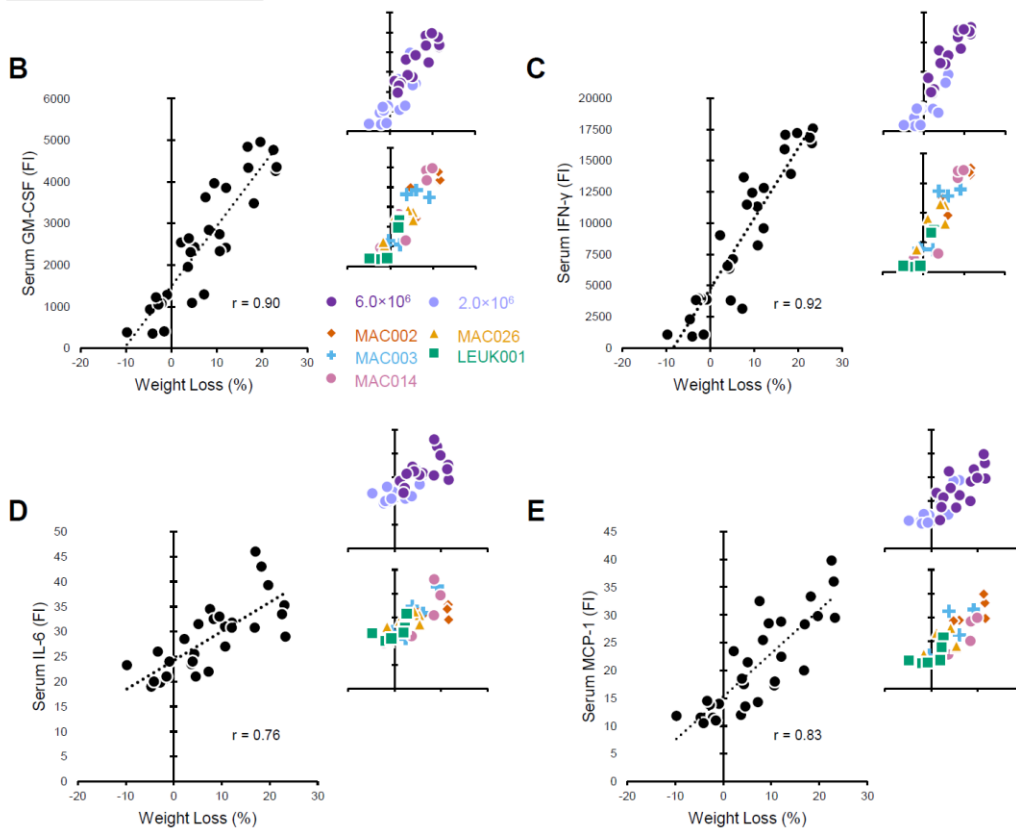 B
6000
5000
4000
3000
2000
1000
0
-20 -10 0 10 20 30
Serum GM-CSF (FI)
Weight Loss (%)
r = 0.90
6.0×10⁶ 2.0×10⁶
MAC002 MAC026
MAC003 LEUK001
MAC014
C
20000
17500
15000
12500
10000
7500
5000
2500
0
-20 -10 0 10 20 30
Serum IFN-γ (FI)
Weight Loss (%)
r = 0.92
D
50
45
40
35
30
25
20
15
10
5
0
-20 -10 0 10 20 30
Serum IL-6 (FI)
Weight Loss (%)
r = 0.76
E
45
40
35
30
25
20
15
10
5
0
-20 -10 0 10 20 30
Serum MCP-1 (FI)
Weight Loss (%)
r = 0.83